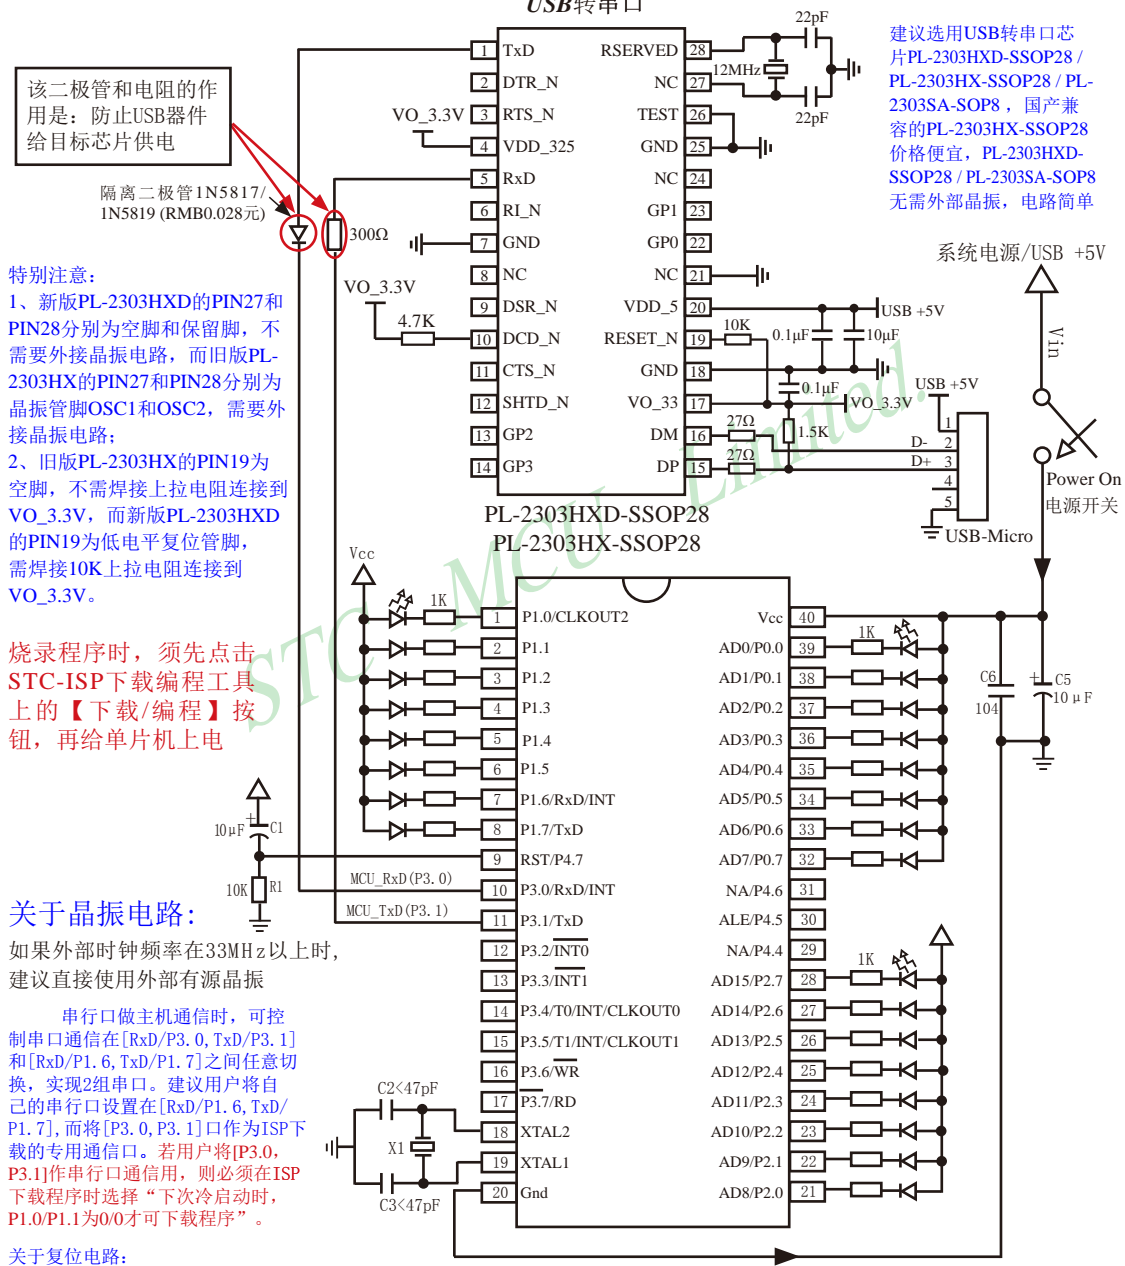 USB转串口
该二极管和电阻的作
用是：防止USB器件
给目标芯片供电
隔离二极管1N5817/
1N5819 (RMB0.028元)
300Ω
VO_3.3V
VO_3.3V
4.7K
1 TxD
2 DTR_N
3 RTS_N
4 VDD_325
5 RxD
6 RI_N
7 GND
8 NC
9 DSR_N
10 DCD_N
11 CTS_N
12 SHTD_N
13 GP2
14 GP3
RSERVED 28
NC 27
TEST 26
GND 25
NC 24
GP1 23
GP0 22
NC 21
VDD_5 20
RESET_N 19
GND 18
VO_33 17
DM 16
DP 15
PL-2303HXD-SSOP28
PL-2303HX-SSOP28
22pF
12MHz
22pF
USB +5V
10K
0.1μF
10μF
0.1μF
VO_3.3V
27Ω
1.5K
27Ω
USB +5V
D-
D+
1
2
3
4
5
USB-Micro
建议选用USB转串口芯
片PL-2303HXD-SSOP28 /
PL-2303HX-SSOP28 / PL-
2303SA-SOP8 ，国产兼
容的PL-2303HX-SSOP28
价格便宜，PL-2303HXD-
SSOP28 / PL-2303SA-SOP8
无需外部晶振，电路简单
系统电源/USB +5V
Vin
Power On
电源开关
特别注意：
1、新版PL-2303HXD的PIN27和
PIN28分别为空脚和保留脚，不
需要外接晶振电路，而旧版PL-
2303HX的PIN27和PIN28分别为
晶振管脚OSC1和OSC2，需要外
接晶振电路；
2、旧版PL-2303HX的PIN19为
空脚，不需焊接上拉电阻连接到
VO_3.3V，而新版PL-2303HXD
的PIN19为低电平复位管脚，
需焊接10K上拉电阻连接到
VO_3.3V。
烧录程序时，须先点击
STC-ISP下载编程工具
上的【下载/编程】按
钮，再给单片机上电
STC MCU Limited.
Vcc
1K
10μF
+
C1
10K
R1
MCU_RxD(P3.0)
MCU_TxD(P3.1)
1 P1.0/CLKOUT2
2 P1.1
3 P1.2
4 P1.3
5 P1.4
6 P1.5
7 P1.6/RxD/INT
8 P1.7/TxD
9 RST/P4.7
10 P3.0/RxD/INT
11 P3.1/TxD
12 P3.2/INT0
13 P3.3/INT1
14 P3.4/T0/INT/CLKOUT0
15 P3.5/T1/INT/CLKOUT1
16 P3.6/WR
17 P3.7/RD
18 XTAL2
19 XTAL1
20 Gnd
Vcc 40
AD0/P0.0 39
AD1/P0.1 38
AD2/P0.2 37
AD3/P0.3 36
AD4/P0.4 35
AD5/P0.5 34
AD6/P0.6 33
AD7/P0.7 32
NA/P4.6 31
ALE/P4.5 30
NA/P4.4 29
AD15/P2.7 28
AD14/P2.6 27
AD13/P2.5 26
AD12/P2.4 25
AD11/P2.3 24
AD10/P2.2 23
AD9/P2.1 22
AD8/P2.0 21
1K
C6
104
+
C5
10μF
1K
C2<47pF
X1
C3<47pF
关于晶振电路:
如果外部时钟频率在33MHz以上时,
建议直接使用外部有源晶振
串行口做主机通信时，可控
制串口通信在[RxD/P3.0,TxD/P3.1]
和[RxD/P1.6,TxD/P1.7]之间任意切
换，实现2组串口。建议用户将自
己的串行口设置在[RxD/P1.6,TxD/
P1.7],而将[P3.0,P3.1]口作为ISP下
载的专用通信口。若用户将[P3.0，
P3.1]作串行口通信用，则必须在ISP
下载程序时选择“下次冷启动时，
P1.0/P1.1为0/0才可下载程序”。
关于复位电路：